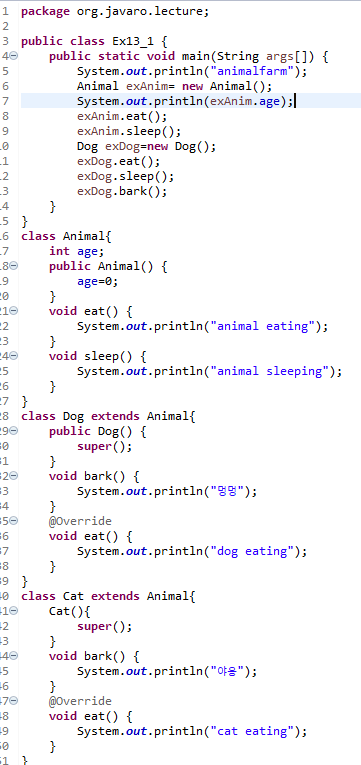 1 package org.javaro.lecture;
2
3 public class Ex13_1 {
4 public static void main(String args[]) {
5 System.out.println("animalfarm");
6 Animal exAnim= new Animal();
7 System.out.println(exAnim.age);
8 exAnim.eat();
9 exAnim.sleep();
10 Dog exDog=new Dog();
11 exDog.eat();
12 exDog.sleep();
13 exDog.bark();
14 }
15 }
16 class Animal{
17 int age;
18 public Animal() {
19 age=0;
20 }
21 void eat() {
22 System.out.println("animal eating");
23 }
24 void sleep() {
25 System.out.println("animal sleeping");
26 }
27 }
28 class Dog extends Animal{
29 public Dog() {
30 super();
31 }
32 void bark() {
33 System.out.println("멍멍");
34 }
35 @Override
36 void eat() {
37 System.out.println("dog eating");
38 }
39 }
40 class Cat extends Animal{
41 Cat(){
42 super();
43 }
44 void bark() {
45 System.out.println("야옹");
46 }
47 @Override
48 void eat() {
49 System.out.println("cat eating");
50 }
51 }